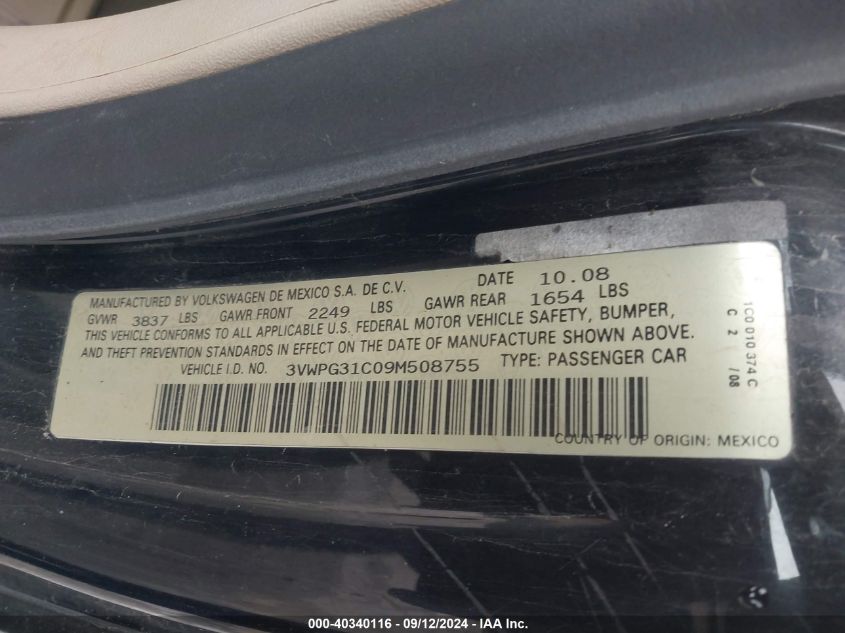 MANUFACTURED BY VOLKSWAGEN DE MEXICO S.A. DE C.V. DATE 10.08
GVWR 3837 LBS GAWR FRONT 2249 LBS GAWR REAR 1654 LBS
THIS VEHICLE CONFORMS TO ALL APPLICABLE U.S. FEDERAL MOTOR VEHICLE SAFETY, BUMPER,
AND THEFT PREVENTION STANDARDS IN EFFECT ON THE DATE OF MANUFACTURE SHOWN ABOVE.
VEHICLE I.D. NO. 3VWPG31C09M508755 TYPE: PASSENGER CAR
COUNTRY OF ORIGIN: MEXICO
1C0 010 374 C
C 2 /08
000-40340116 - 09/12/2024 - IAA Inc.